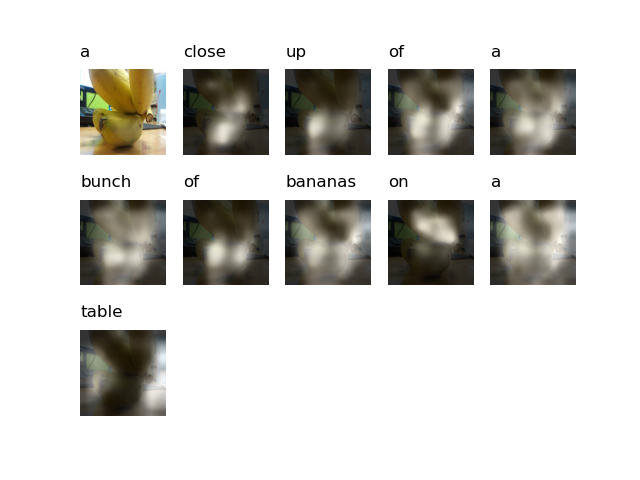 a close up of a
bunch of bananas on a
table